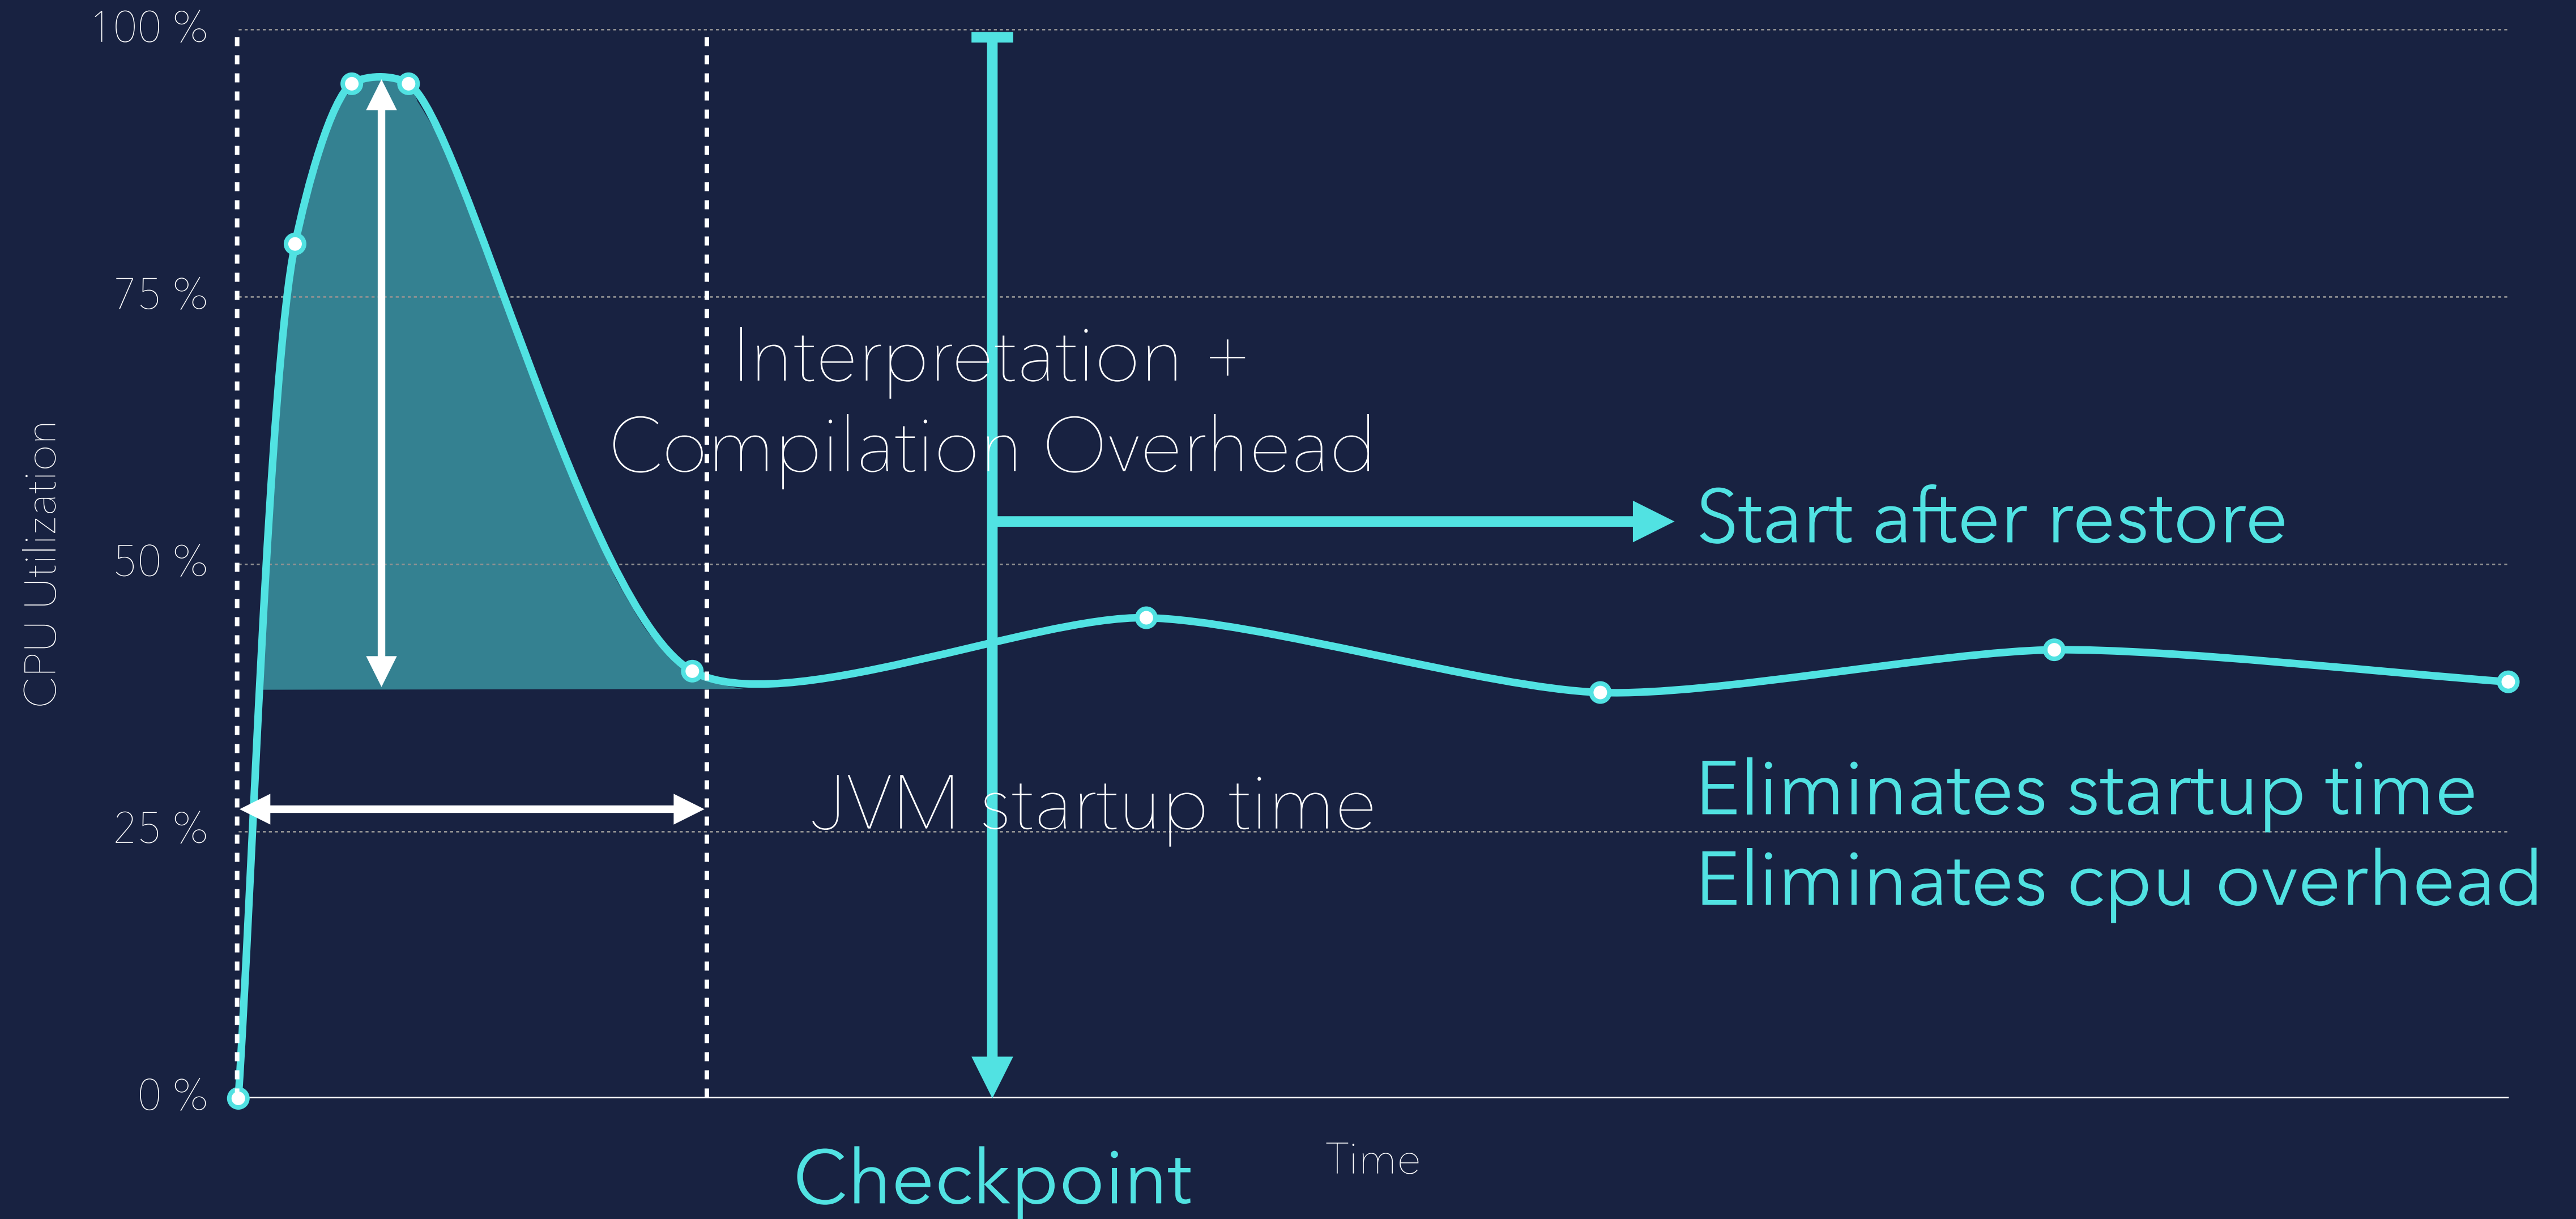 100 %
75 %
Interpretation +
Compilation Overhead
Start after restore
50 %
CPU Utilization
JVM startup time
Eliminates startup time
25 %
Eliminates cpu overhead
0 %
Time
Checkpoint